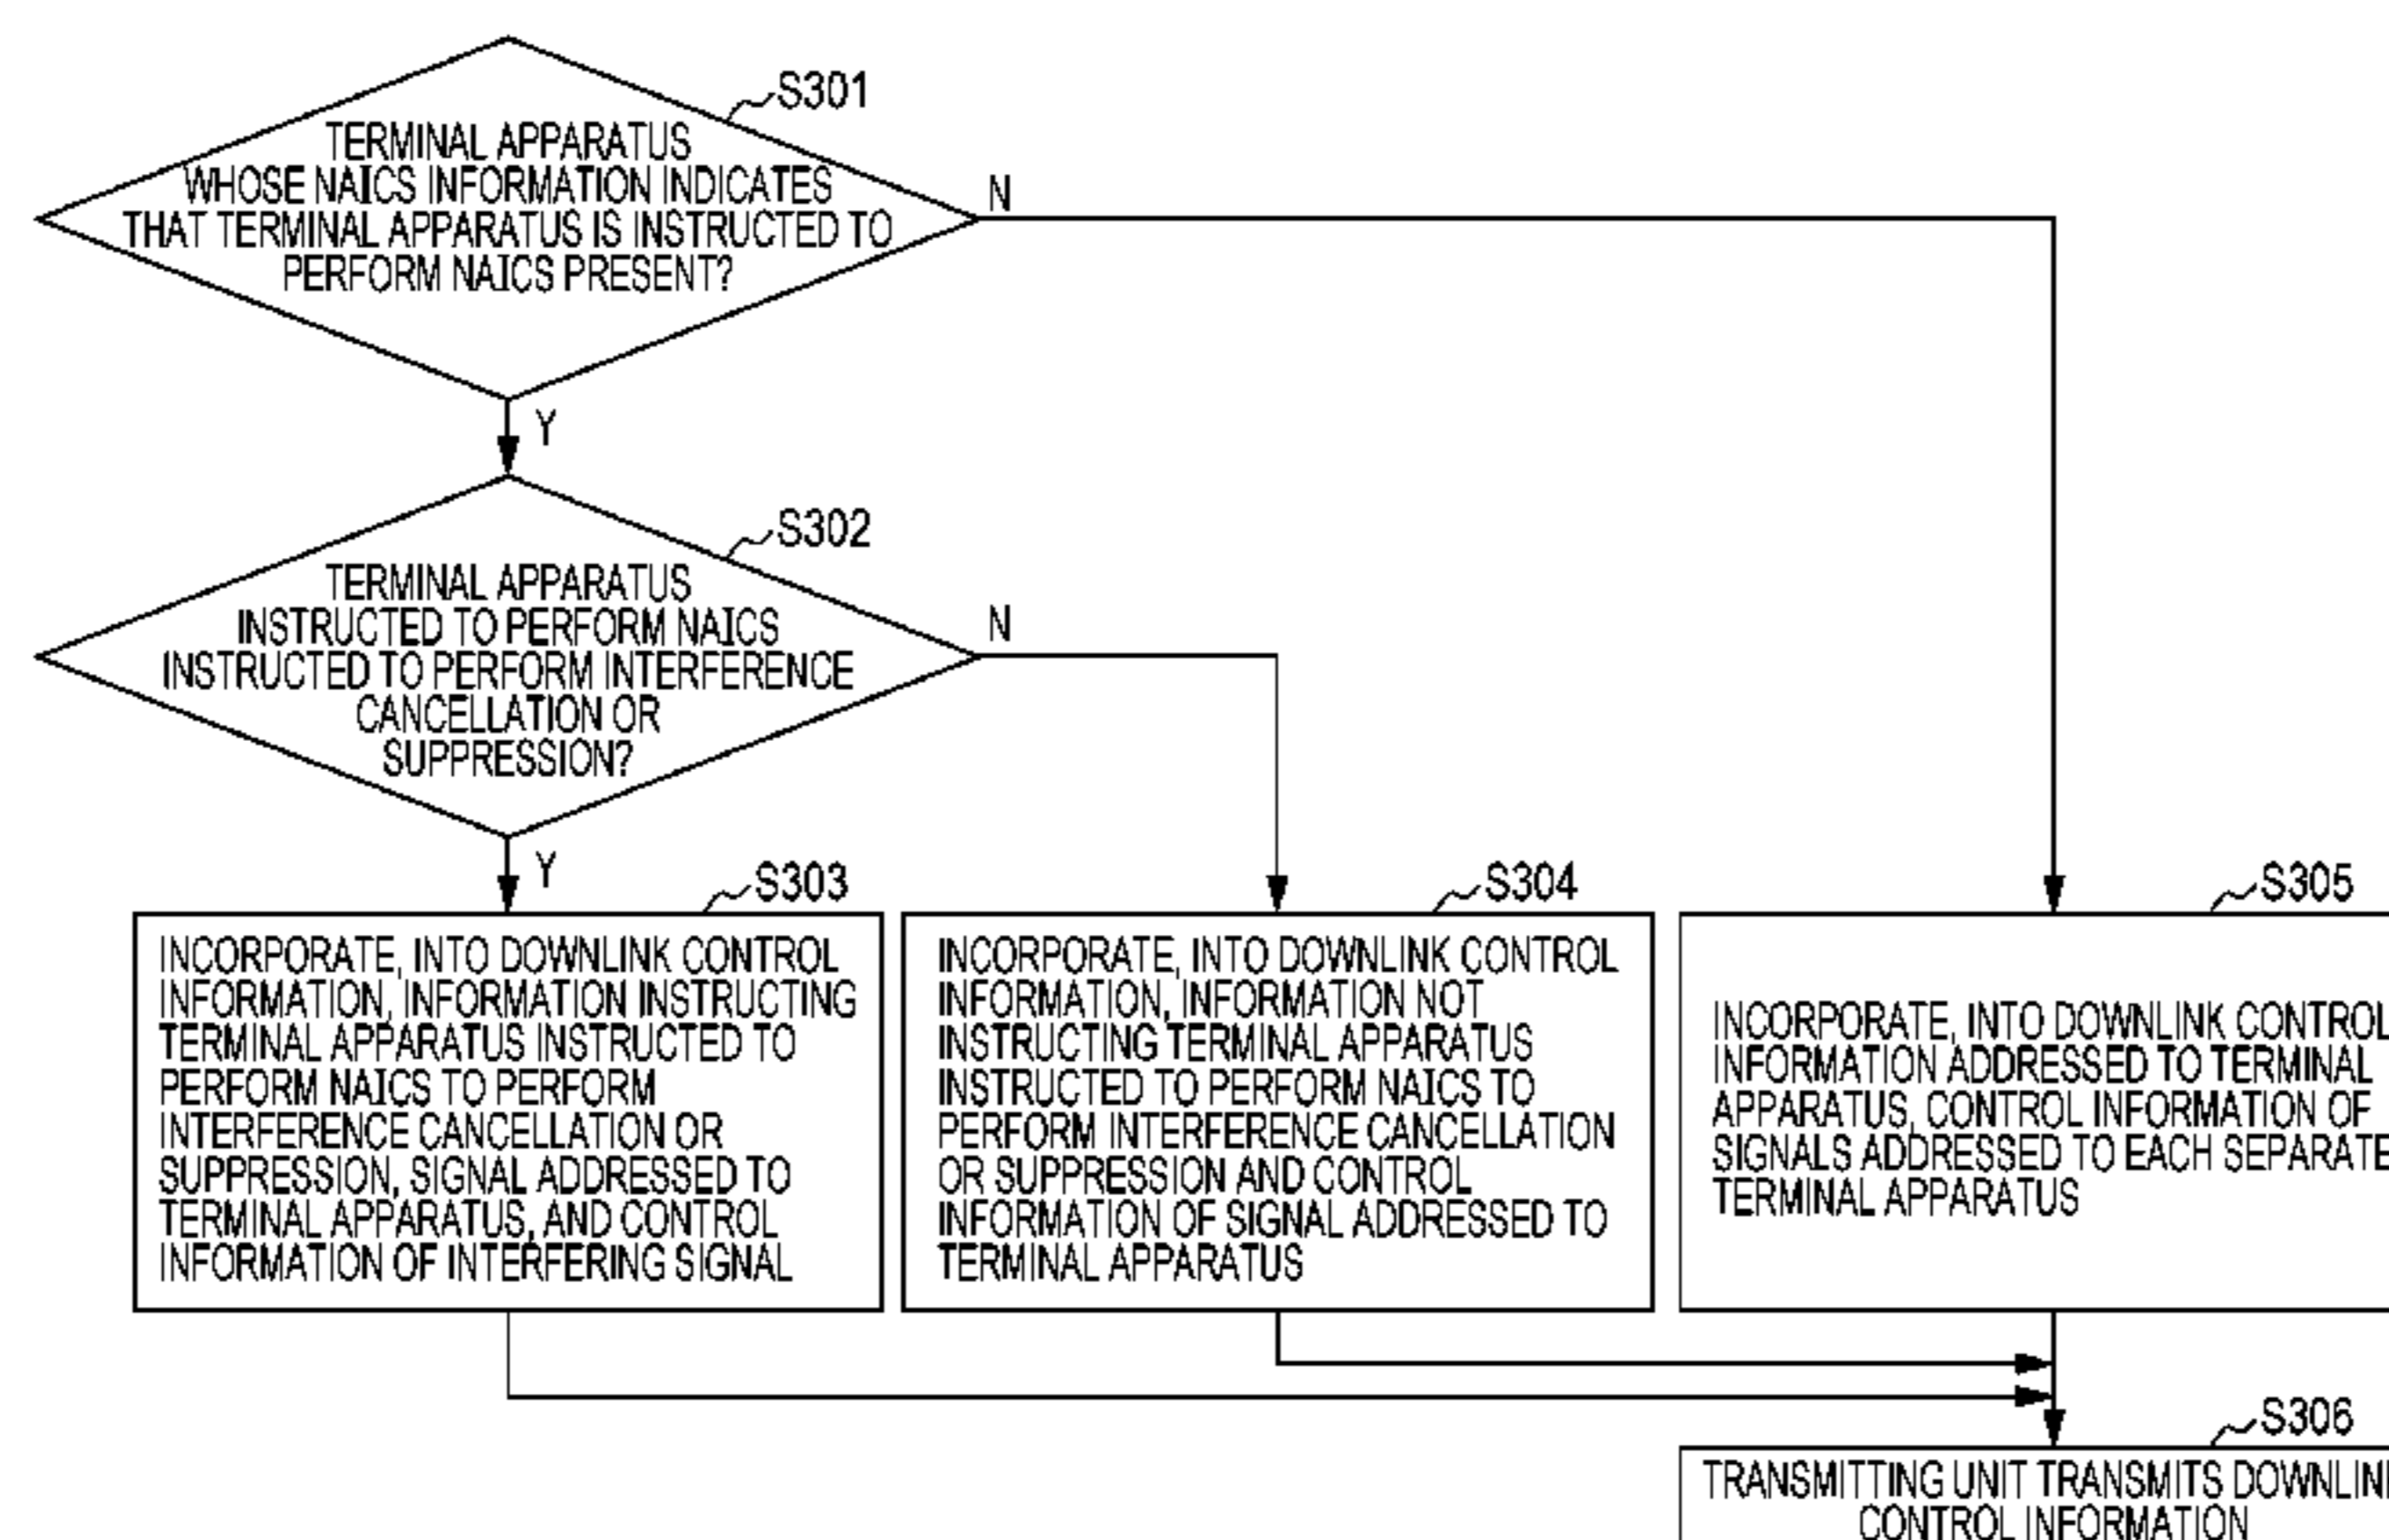 S301
TERMINAL APPARATUS
WHOSE NAICS INFORMATION INDICATES
THAT TERMINAL APPARATUS IS INSTRUCTED TO
PERFORM NAICS PRESENT?
N
Y
S302
TERMINAL APPARATUS
INSTRUCTED TO PERFORM NAICS
INSTRUCTED TO PERFORM INTERFERENCE
CANCELLATION OR
SUPPRESSION?
N
Y
S303
INCORPORATE, INTO DOWNLINK CONTROL
INFORMATION, INFORMATION INSTRUCTING
TERMINAL APPARATUS INSTRUCTED TO
PERFORM NAICS TO PERFORM
INTERFERENCE CANCELLATION OR
SUPPRESSION, SIGNAL ADDRESSED TO
TERMINAL APPARATUS, AND CONTROL
INFORMATION OF INTERFERING SIGNAL
S304
INCORPORATE, INTO DOWNLINK CONTROL
INFORMATION, INFORMATION NOT
INSTRUCTING TERMINAL APPARATUS
INSTRUCTED TO PERFORM NAICS TO
PERFORM INTERFERENCE CANCELLATION
OR SUPPRESSION AND CONTROL
INFORMATION OF SIGNAL ADDRESSED TO
TERMINAL APPARATUS
S305
INCORPORATE, INTO DOWNLINK CONTROL
INFORMATION ADDRESSED TO TERMINAL
APPARATUS, CONTROL INFORMATION OF
SIGNALS ADDRESSED TO EACH SEPARATE
TERMINAL APPARATUS
S306
TRANSMITTING UNIT TRANSMITS DOWNLIN
CONTROL INFORMATION